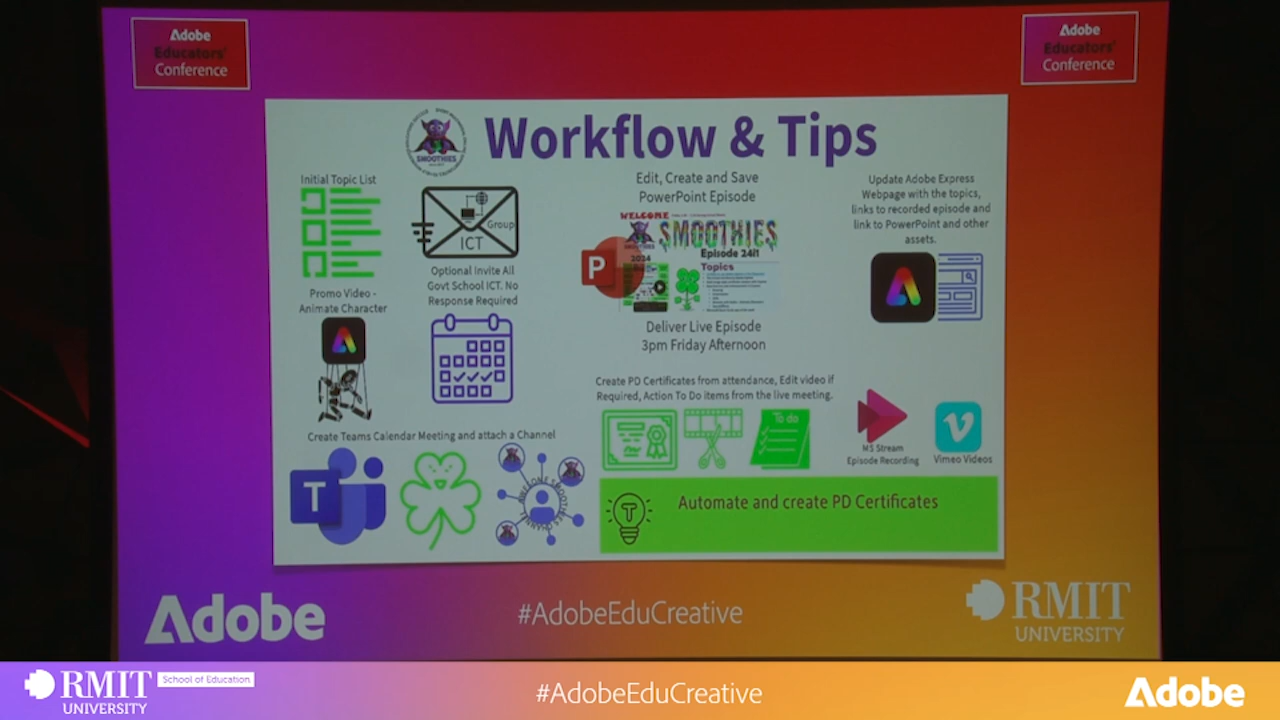 Adobe
Educators'
Conference
Adobe
Educators'
Conference
SMOOTHIES
Workflow & Tips
Initial Topic List
Group
ICT
Optional Invite All
Govt School ICT. No
Response Required
Promo Video -
Animate Character
Create Teams Calendar Meeting and attach a Channel
T
AWESOME SMOOTHIES CHANNEL
Edit, Create and Save
PowerPoint Episode
P
WELCOME
SMOOTHIES
2024
Episode 24i1
Topics
Deliver Live Episode
3pm Friday Afternoon
Update Adobe Express
Webpage with the topics,
links to recorded episode and
link to PowerPoint and other
assets.
Create PD Certificates from attendance, Edit video if
Required, Action To Do items from the live meeting.
To do
MS Stream
Episode Recording
Vimeo Videos
T
Automate and create PD Certificates
Adobe
#AdobeEduCreative
RMIT
UNIVERSITY
RMIT
UNIVERSITY
School of Education
#AdobeEduCreative
Adobe